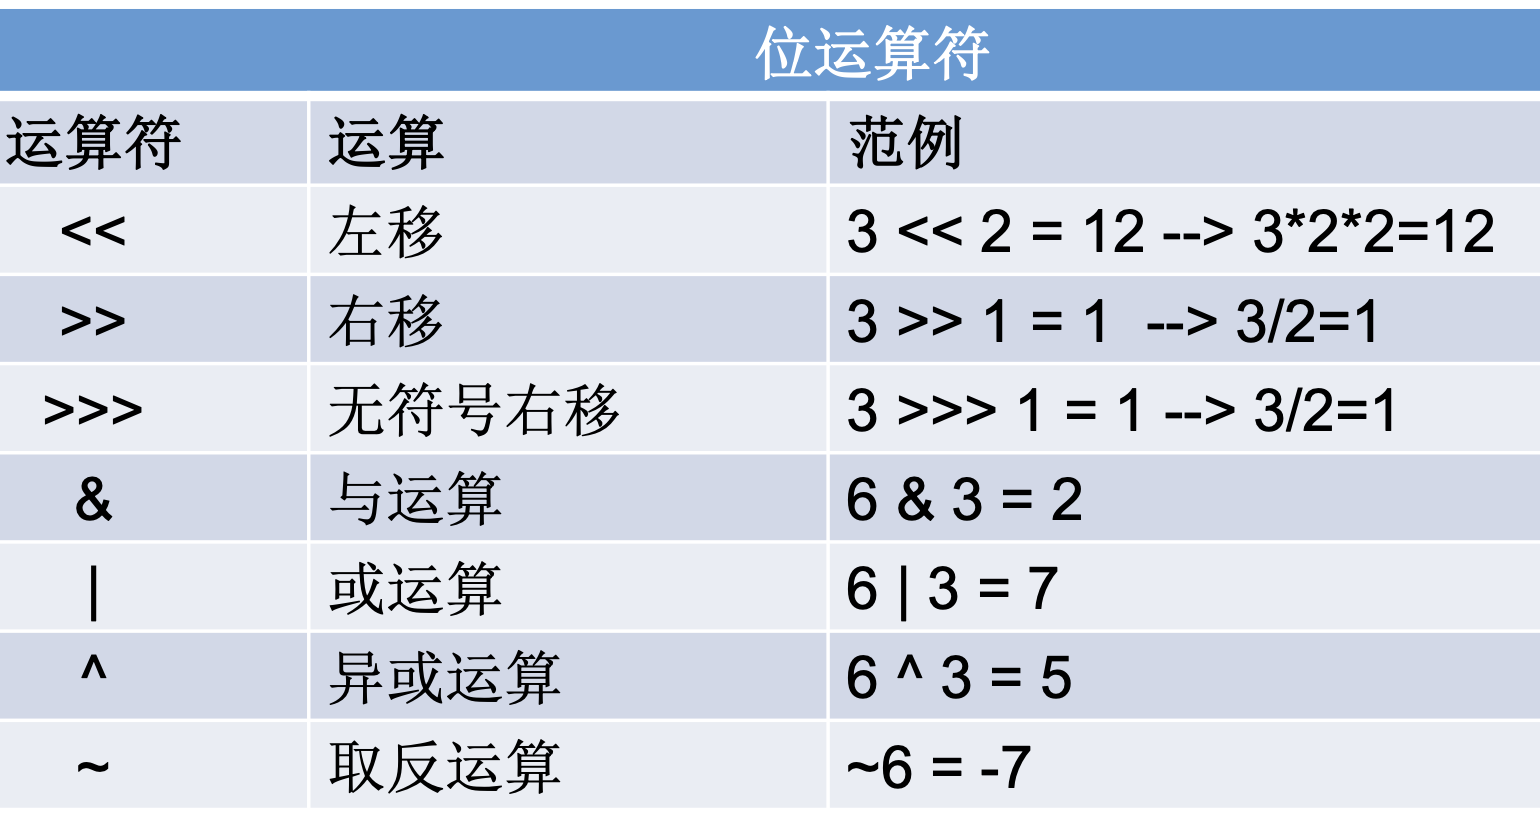 位运算符
运算符 运算 范例
<< 左移 3 << 2 = 12 --> 3*2*2=12
>> 右移 3 >> 1 = 1 --> 3/2=1
>>> 无符号右移 3 >>> 1 = 1 --> 3/2=1
& 与运算 6 & 3 = 2
| 或运算 6 | 3 = 7
^ 异或运算 6 ^ 3 = 5
~ 取反运算 ~6 = -7